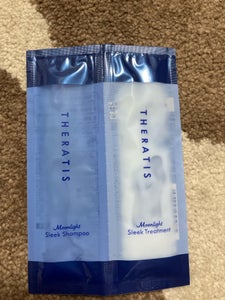 THERATIS
Moonlight
Sleek Shampoo
THERATIS
Moonlight
Sleek Treatment